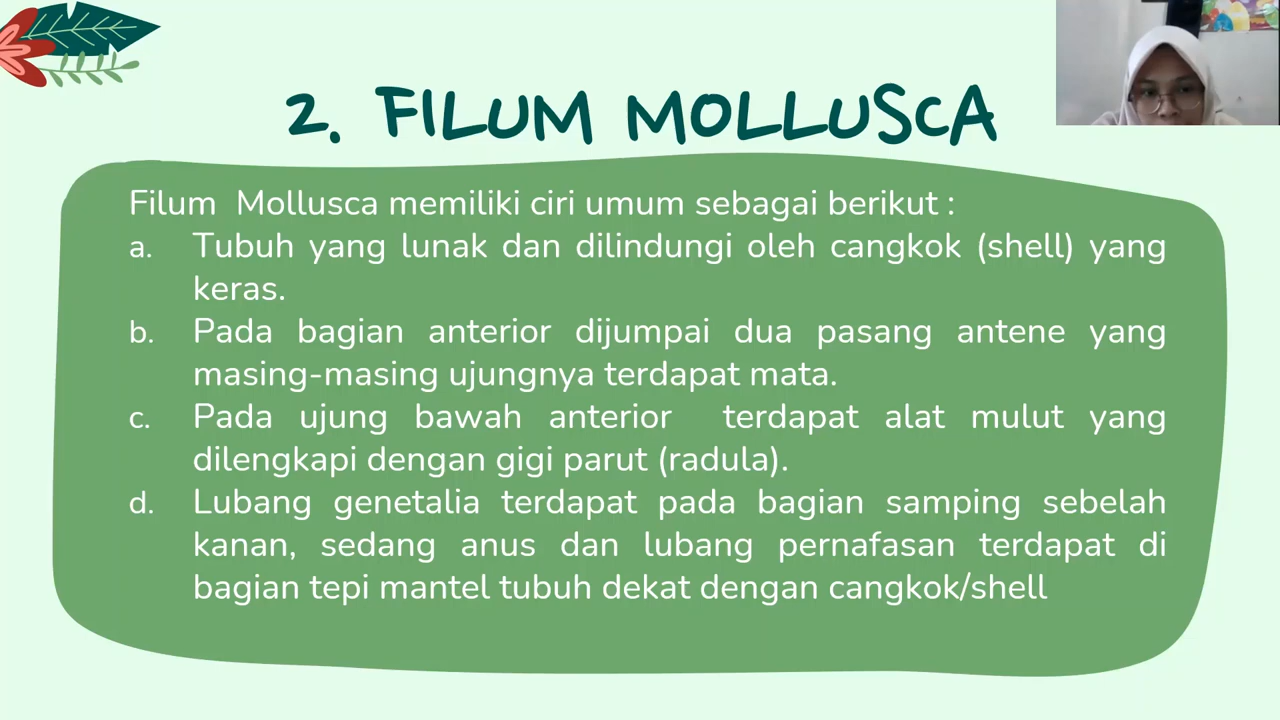 2. FILUM MOLLUSCA
Filum Mollusca memiliki ciri umum sebagai berikut :
a. Tubuh yang lunak dan dilindungi oleh cangkok (shell) yang
keras.
b. Pada bagian anterior dijumpai dua pasang antene yang
masing-masing ujungnya terdapat mata.
c. Pada ujung bawah anterior terdapat alat mulut yang
dilengkapi dengan gigi parut (radula).
d. Lubang genetalia terdapat pada bagian samping sebelah
kanan, sedang anus dan lubang pernafasan terdapat di
bagian tepi mantel tubuh dekat dengan cangkok/shell